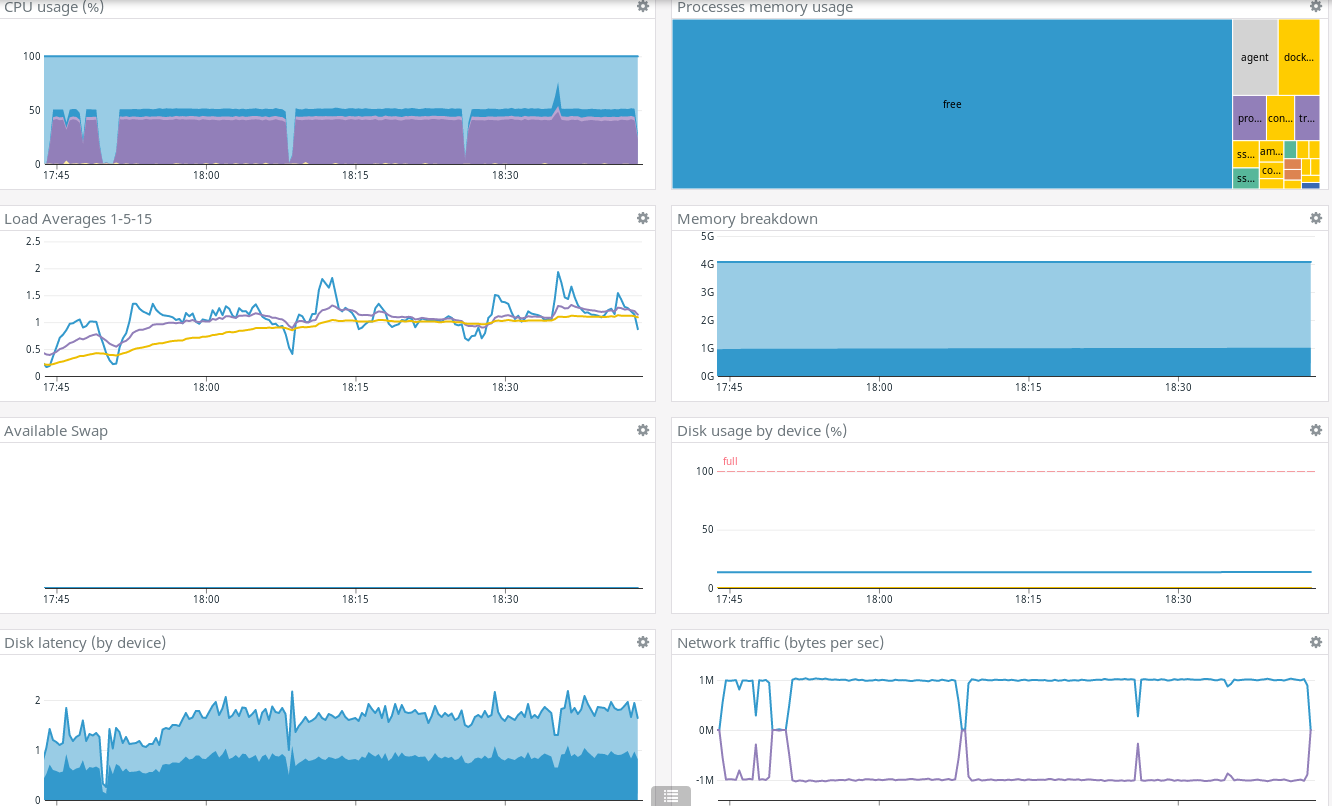 CPU usage (%)
100
50
0
17:45 18:00 18:15 18:30
Processes memory usage
free
agent
dock...
pro...
con...
tr...
ss...
am...
co...
ss...
Load Averages 1-5-15
2.5
2
1.5
1
0.5
0
17:45 18:00 18:15 18:30
Memory breakdown
5G
4G
3G
2G
1G
0G
17:45 18:00 18:15 18:30
Available Swap
17:45 18:00 18:15 18:30
Disk usage by device (%)
full
100
50
0
17:45 18:00 18:15 18:30
Disk latency (by device)
2
1
0
Network traffic (bytes per sec)
1M
0M
-1M